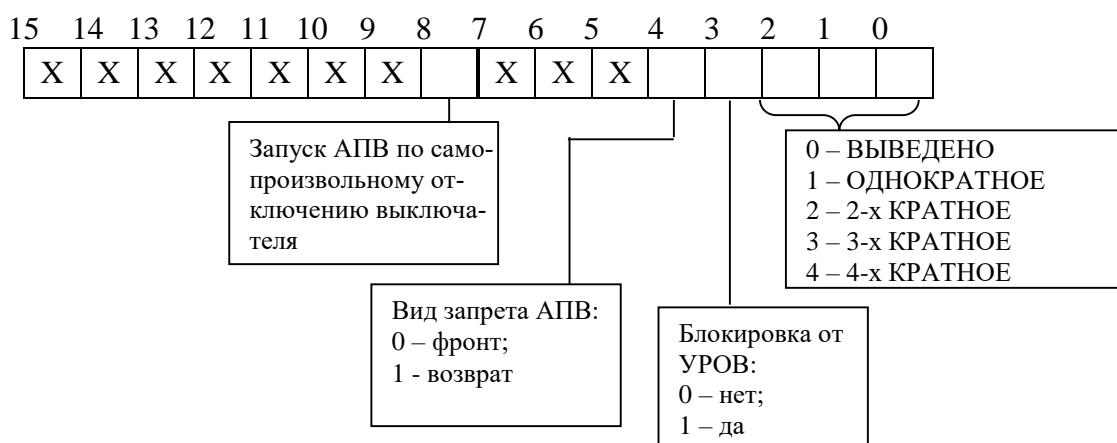 15 14 13 12 11 10 9 8 7 6 5 4 3 2 1 0
X X X X X X X X X X
Запуск АПВ по само-
произвольному от-
ключению выключа-
теля
0 – ВЫВЕДЕНО
1 – ОДНОКРАТНОЕ
2 – 2-х КРАТНОЕ
3 – 3-х КРАТНОЕ
4 – 4-х КРАТНОЕ
Вид запрета АПВ:
0 – фронт;
1 - возврат
Блокировка от
УРОВ:
0 – нет;
1 – да